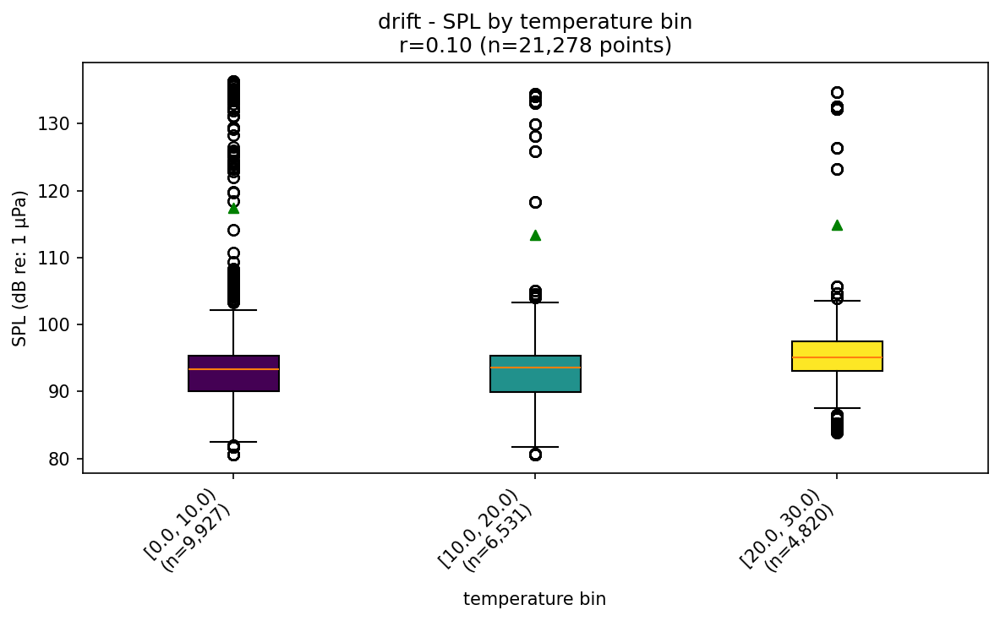 drift - SPL by temperature bin
r=0.10 (n=21,278 points)
SPL (dB re: 1 µPa)
130
120
110
100
90
80
[0.0, 10.0)
(n=9,927)
[10.0, 20.0)
(n=6,531)
[20.0, 30.0)
(n=4,820)
temperature bin